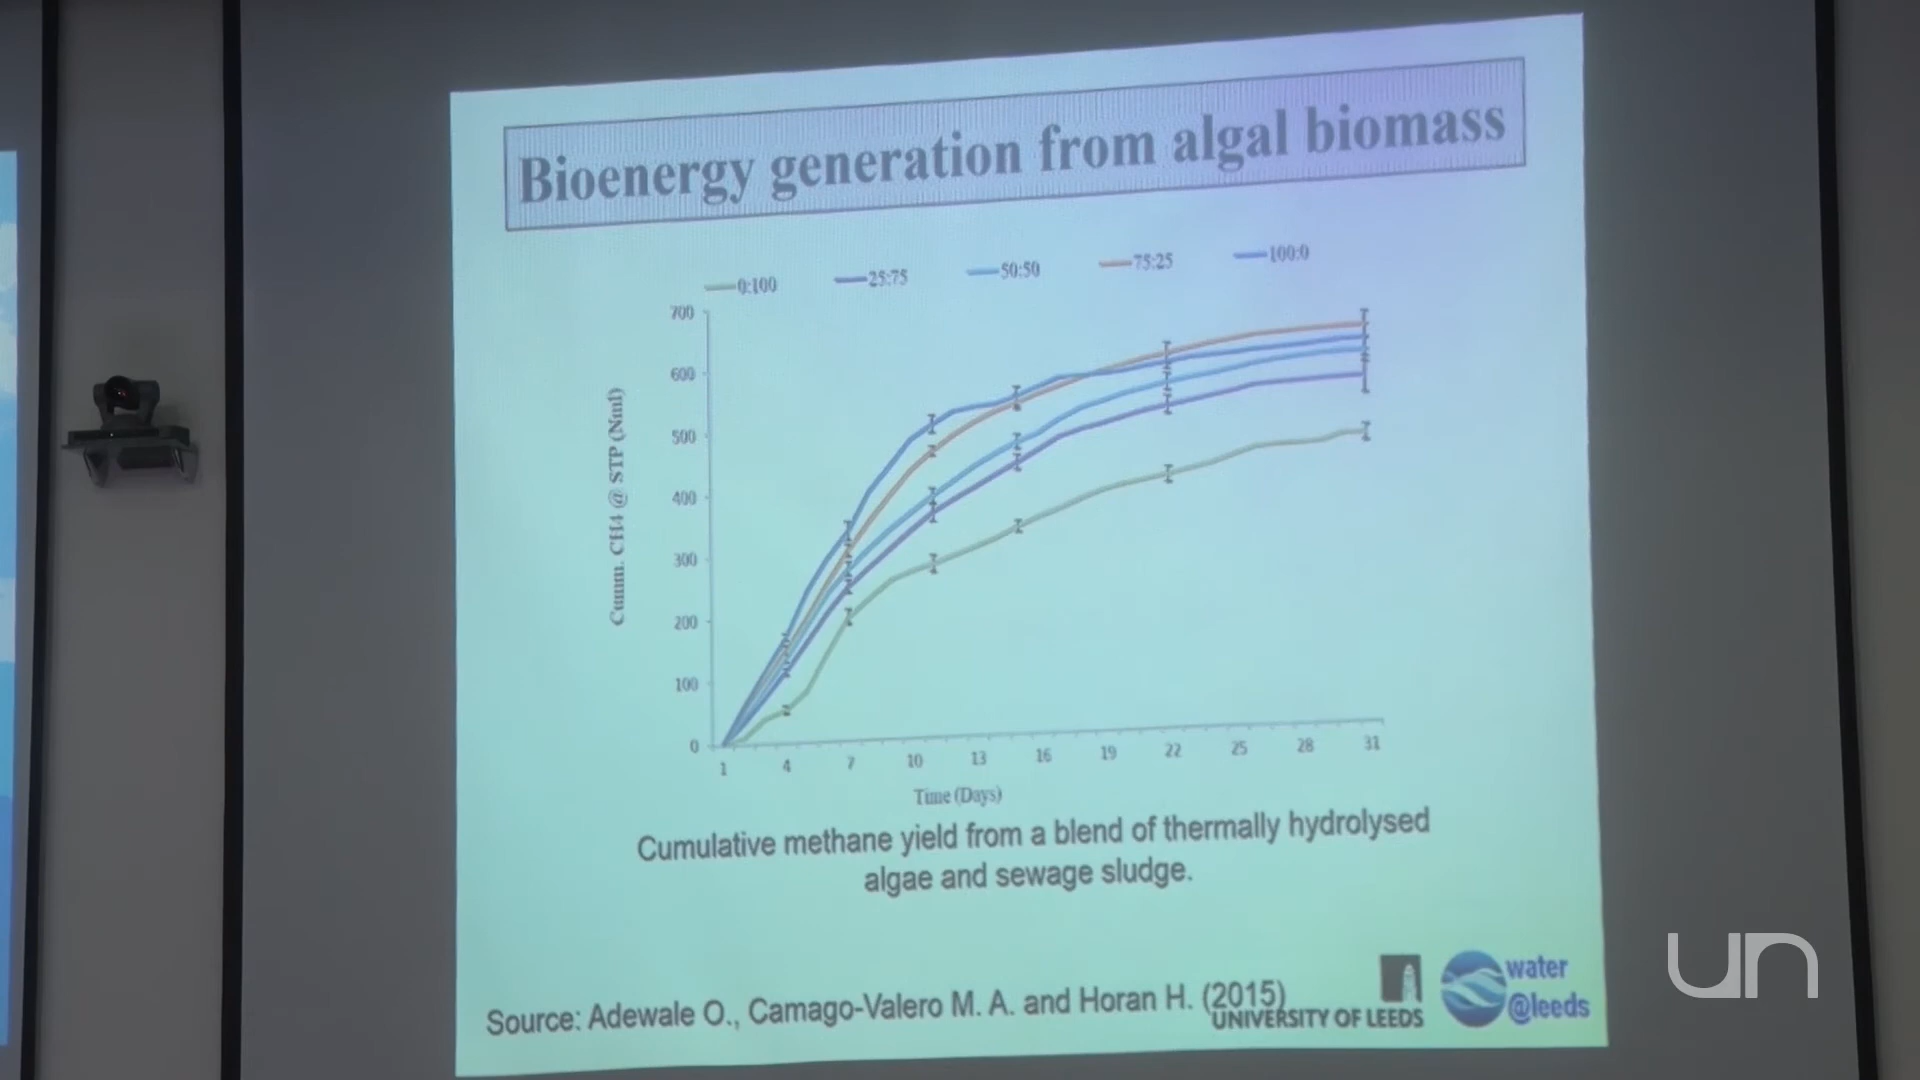 Bioenergy generation from algal biomass
0:100 25:75 50:50 75:25 100:0
700
600
500
400
300
200
100
0
Cumm. CH4 @ STP (Nml)
1 4 7 10 13 16 19 22 25 28 31
Time (Days)
Cumulative methane yield from a blend of thermally hydrolysed
algae and sewage sludge.
Source: Adewale O., Camago-Valero M. A. and Horan H. (2015)
UNIVERSITY OF LEEDS
water
@leeds
un